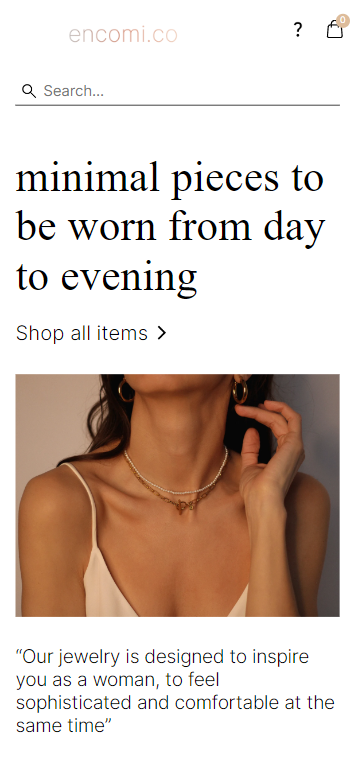 encomi.co
?
0
Search...
minimal pieces to
be worn from day
to evening
Shop all items
“Our jewelry is designed to inspire
you as a woman, to feel
sophisticated and comfortable at the
same time”